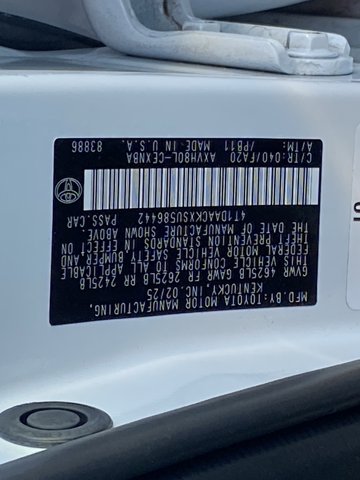 MFD.BY:TOYOTA MOTOR MANUFACTURING,
KENTUCKY, INC. 02/25
GVWR 4625LB GAWR FR 2625LB RR 2425LB
THIS VEHICLE CONFORMS TO ALL APPLICABLE
FEDERAL MOTOR VEHICLE SAFETY, BUMPER, AND
THEFT PREVENTION STANDARDS IN EFFECT ON
THE DATE OF MANUFACTURE SHOWN ABOVE.
4T1DAACKXSU586442 PASS.CAR
C/TR:040/FA20 AXVH80L-CEXNBA
A/TM: /PB11 MADE IN U.S.A. 83886